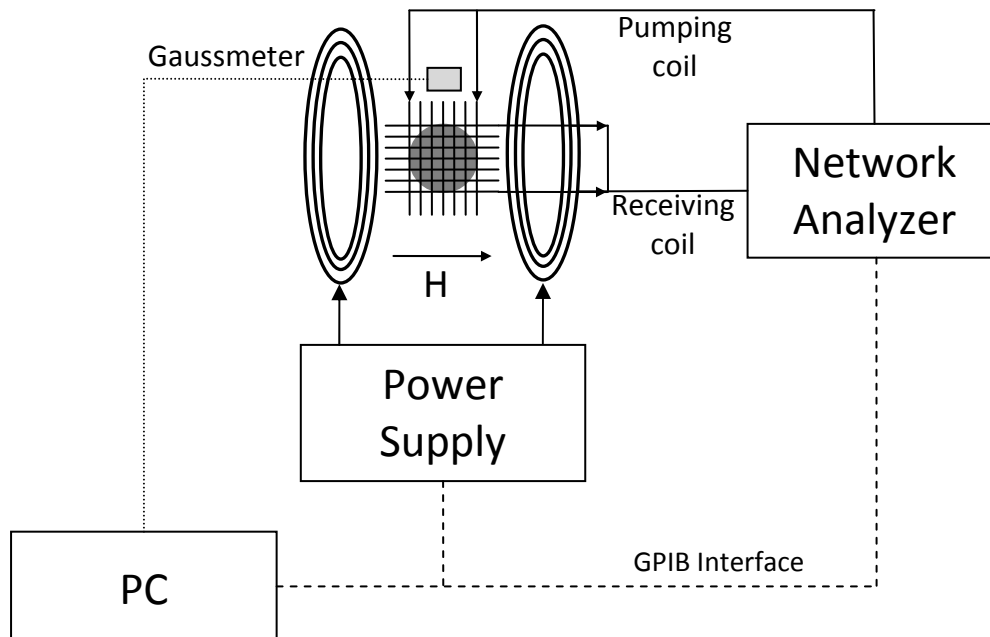 Gaussmeter
Pumping
coil
Network
Analyzer
Receiving
coil
H
Power
Supply
GPIB Interface
PC